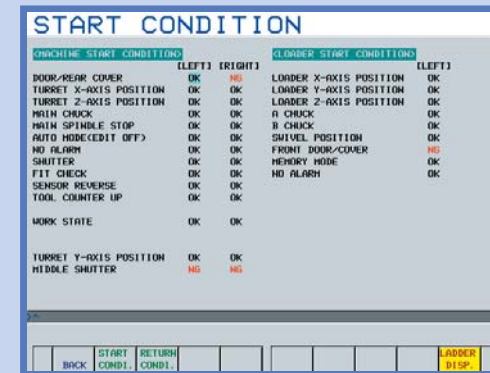 START CONDITION
<MACHINE START CONDITION> <LOADER START CONDITION>
[LEFT] [RIGHT] [LEFT]
DOOR/REAR COVER OK NG LOADER X-AXIS POSITION OK
TURRET X-AXIS POSITION OK OK LOADER Y-AXIS POSITION OK
TURRET Z-AXIS POSITION OK OK LOADER Z-AXIS POSITION OK
MAIN CHUCK OK OK A CHUCK OK
MAIN SPINDLE STOP OK OK B CHUCK OK
AUTO MODE(EDIT OFF) OK OK SWIVEL POSITION OK
NO ALARM OK OK FRONT DOOR/COVER NG
SHUTTER OK OK MEMORY MODE OK
FIT CHECK OK OK NO ALARM OK
SENSOR REVERSE OK OK
TOOL COUNTER UP OK OK
WORK STATE OK OK
TURRET Y-AXIS POSITION OK OK
MIDDLE SHUTTER NG NG
>^
BACK START CONDI. RETURN CONDI. LADDER DISP.